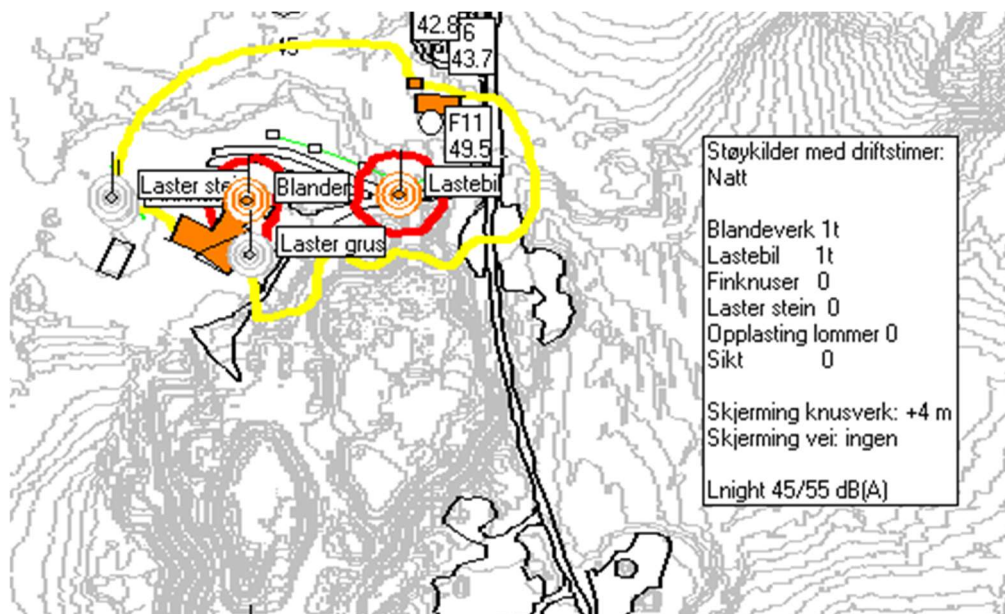 42.8
F6
43.7
45
F11
49.5
Laster stei
Blander
Lastebil
Laster grus
Støykilder med driftstimer:
Natt
Blandeverk 1t
Lastebil 1t
Finknuser 0
Laster stein 0
Opplasting lommer 0
Sikt 0
Skjerming knusverk: +4 m
Skjerming vei: ingen
Lnight 45/55 dB(A)